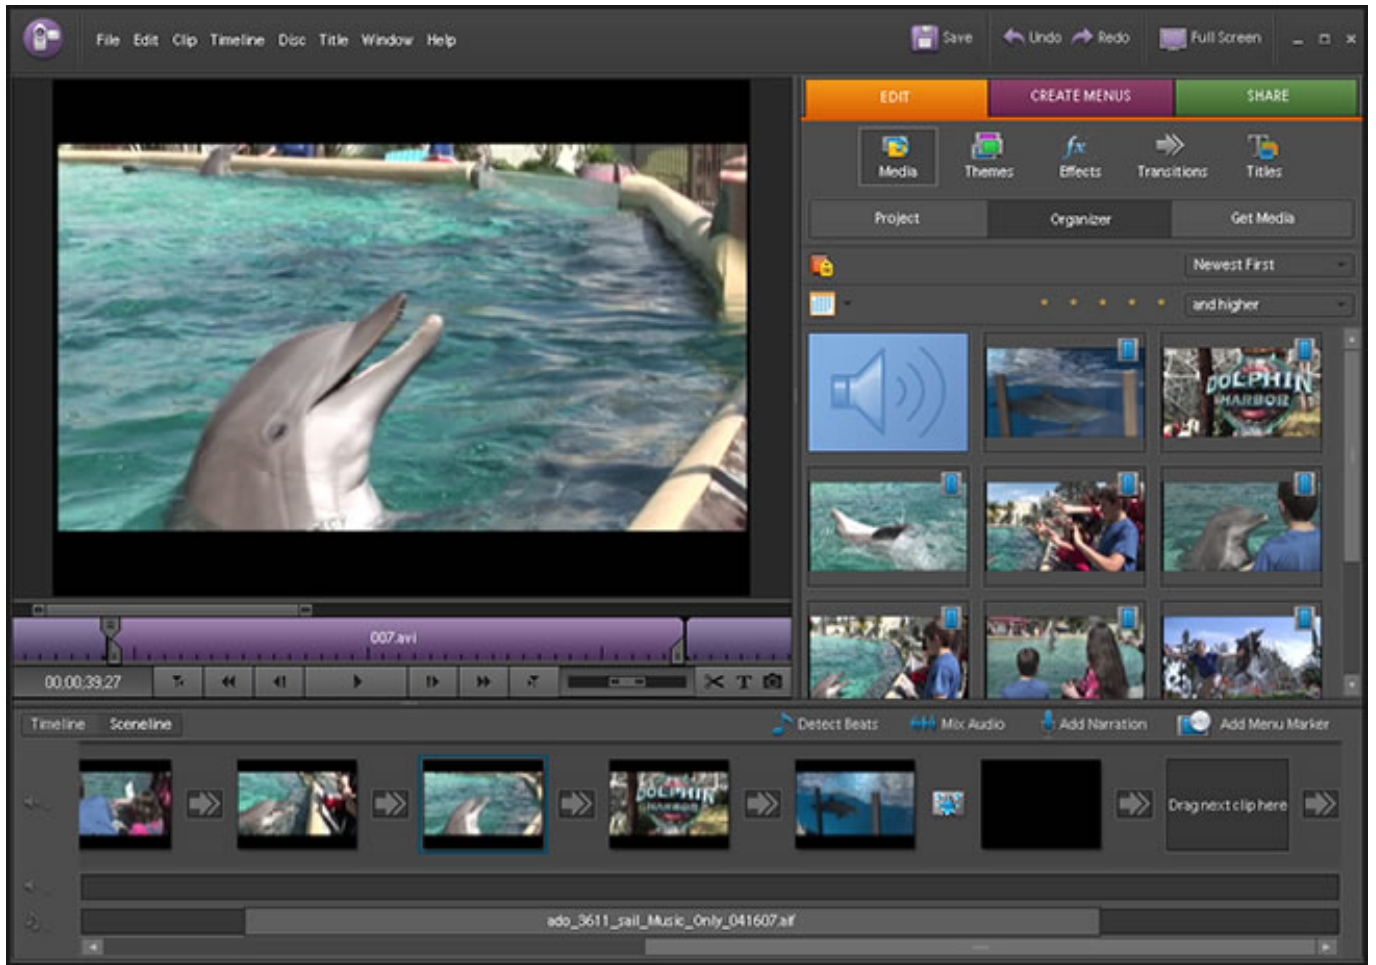 File Edit Clip Timeline Disc Title Window Help
Save Undo Redo Full Screen
EDIT CREATE MENUS SHARE
Media Themes Effects Transitions Titles
Project Organizer Get Media
Newest First
and higher
DOLPHIN
HARBOR
007.avi
00;00;39;27
T
Timeline Sceneline Detect Beats Mix Audio Add Narration Add Menu Marker
DOLPHIN
HARBOR
Drag next clip here
ado_3611_sail_Music_Only_041607.aif